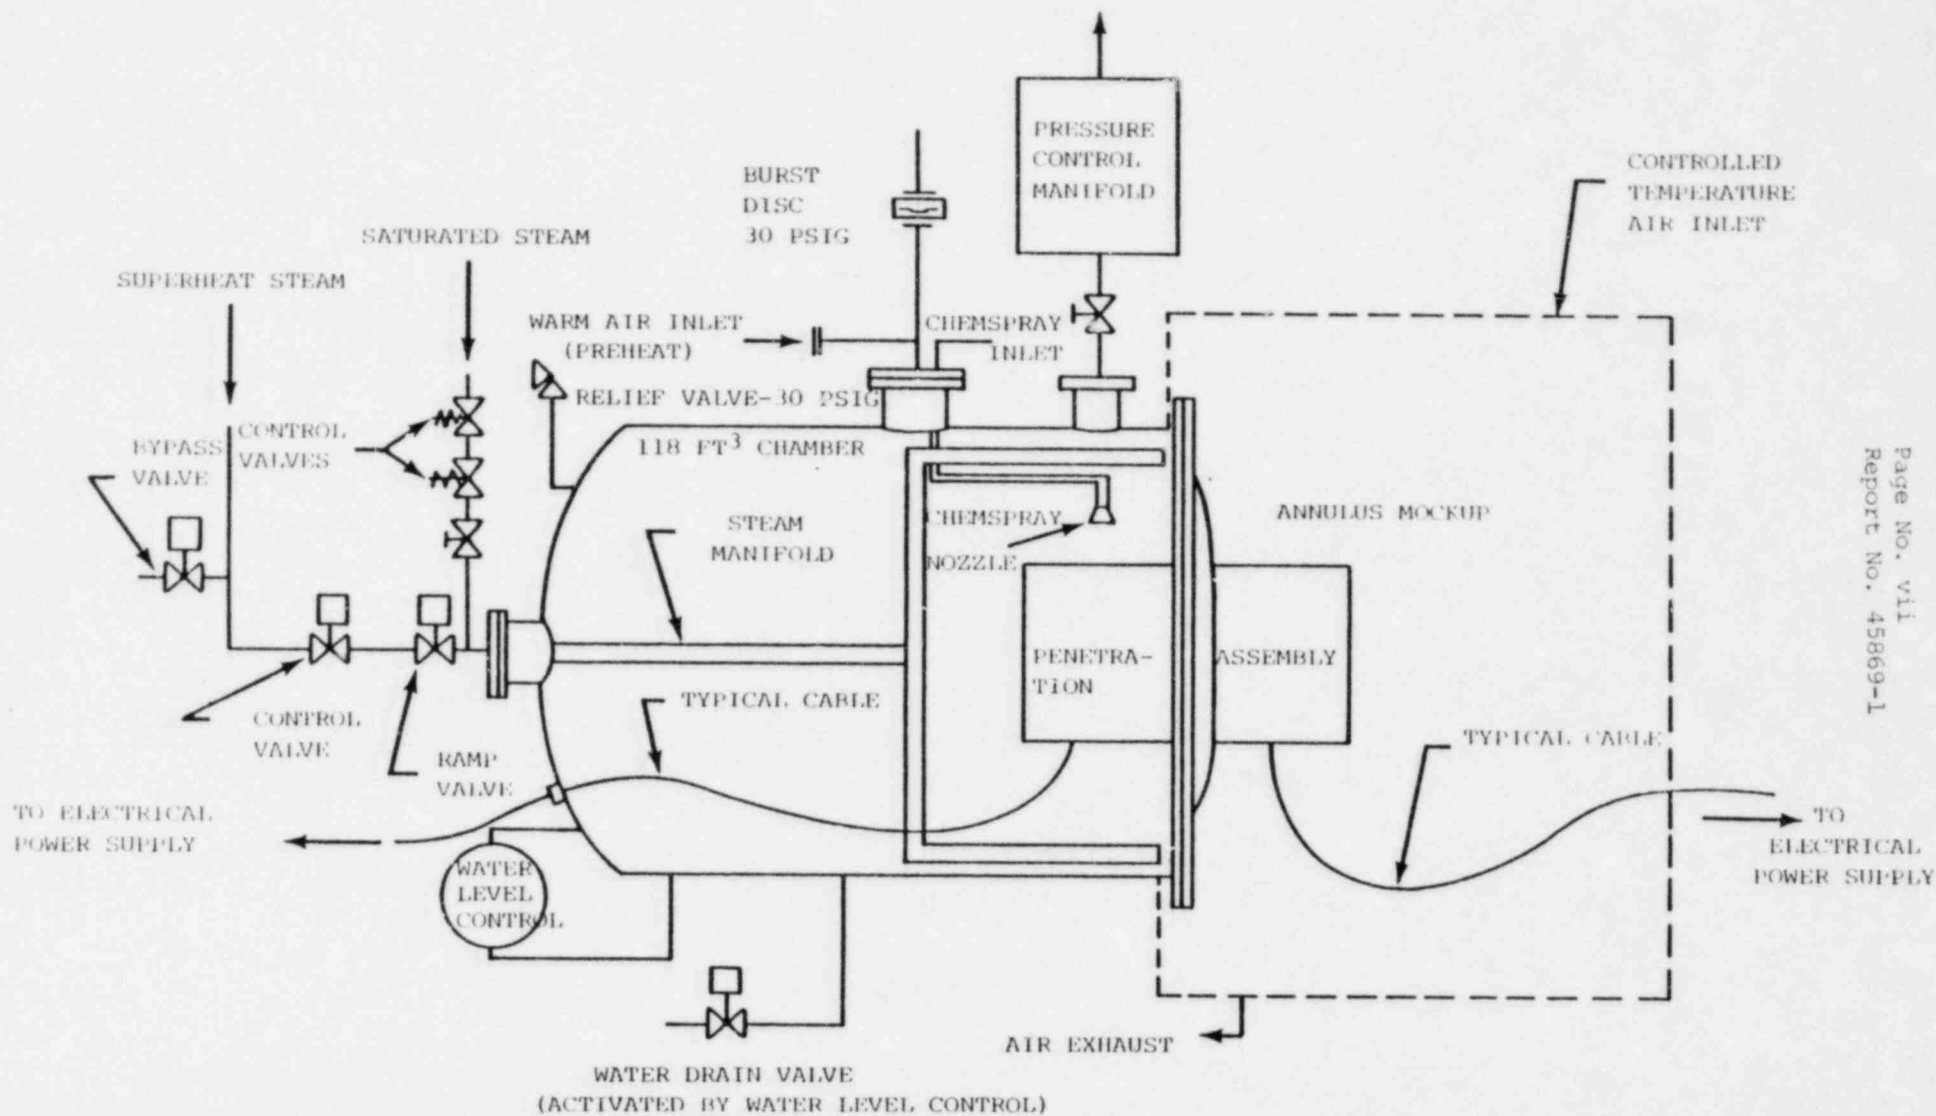 PRESSURE
CONTROL
MANIFOLD
BURST
DISC
30 PSIG
CONTROLLED
TEMPERATURE
AIR INLET
SATURATED STEAM
SUPERHEAT STEAM
WARM AIR INLET
(PREHEAT)
CHEMSPRAY
INLET
RELIEF VALVE-30 PSIG
118 FT³ CHAMBER
BYPASS
VALVE
CONTROL
VALVES
STEAM
MANIFOLD
CHEMSPRAY
NOZZLE
ANNULUS MOCKUP
PENETRA-
TION
ASSEMBLY
TYPICAL CABLE
CONTROL
VALVE
RAMP
VALVE
TYPICAL CABLE
TO ELECTRICAL
POWER SUPPLY
TO
ELECTRICAL
POWER SUPPLY
WATER
LEVEL
CONTROL
AIR EXHAUST
WATER DRAIN VALVE
(ACTIVATED BY WATER LEVEL CONTROL)
Page No. vii
Report No. 45869-1